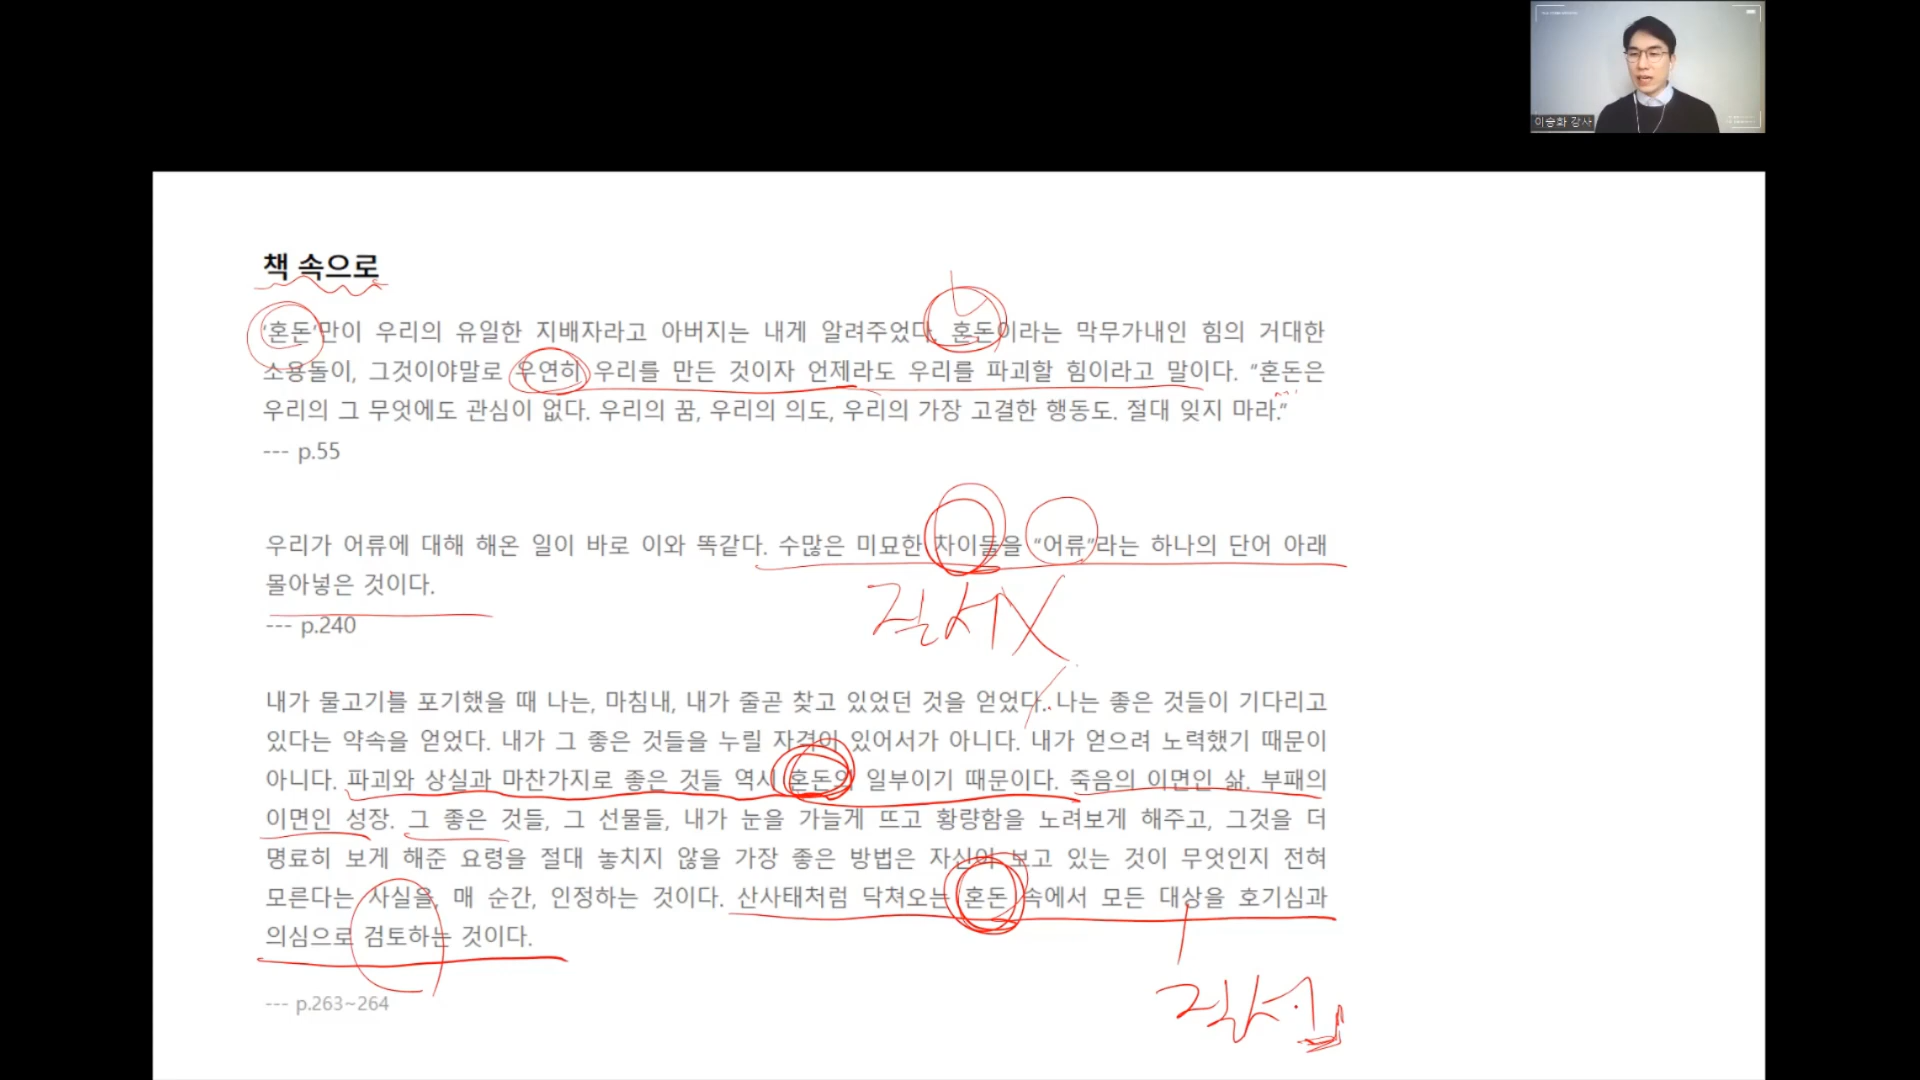 이승화 강사
책 속으로
‘혼돈’만이 우리의 유일한 지배자라고 아버지는 내게 알려주었다. 혼돈이라는 막무가내인 힘의 거대한
소용돌이, 그것이야말로 우연히 우리를 만든 것이자 언제라도 우리를 파괴할 힘이라고 말이다. “혼돈은
우리의 그 무엇에도 관심이 없다. 우리의 꿈, 우리의 의도, 우리의 가장 고결한 행동도. 절대 잊지 마라.”
--- p.55
우리가 어류에 대해 해온 일이 바로 이와 똑같다. 수많은 미묘한 차이들을 “어류”라는 하나의 단어 아래
몰아넣은 것이다.
질서X
--- p.240
내가 물고기를 포기했을 때 나는, 마침내, 내가 줄곧 찾고 있었던 것을 얻었다. 나는 좋은 것들이 기다리고
있다는 약속을 얻었다. 내가 그 좋은 것들을 누릴 자격이 있어서가 아니다. 내가 얻으려 노력했기 때문이
아니다. 파괴와 상실과 마찬가지로 좋은 것들 역시 혼돈의 일부이기 때문이다. 죽음의 이면인 삶. 부패의
이면인 성장. 그 좋은 것들, 그 선물들, 내가 눈을 가늘게 뜨고 황량함을 노려보게 해주고, 그것을 더
명료히 보게 해준 요령을 절대 놓치지 않을 가장 좋은 방법은 자신이 보고 있는 것이 무엇인지 전혀
모른다는 사실을, 매 순간, 인정하는 것이다. 산사태처럼 닥쳐오는 혼돈 속에서 모든 대상을 호기심과
의심으로 검토하는 것이다.
--- p.263~264